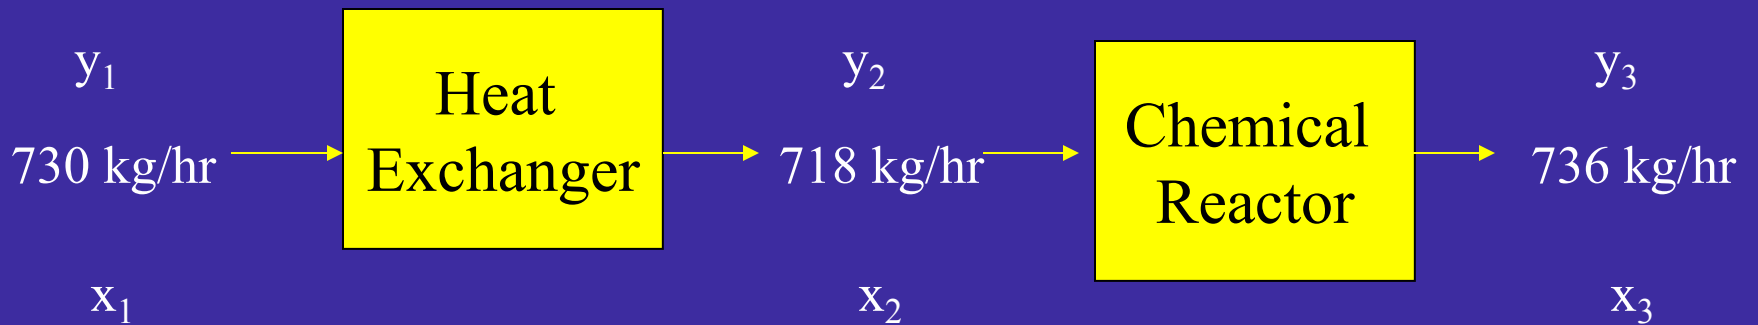 y₁ y₂ y₃
Heat
Exchanger
Chemical
Reactor
730 kg/hr 718 kg/hr 736 kg/hr
x₁ x₂ x₃